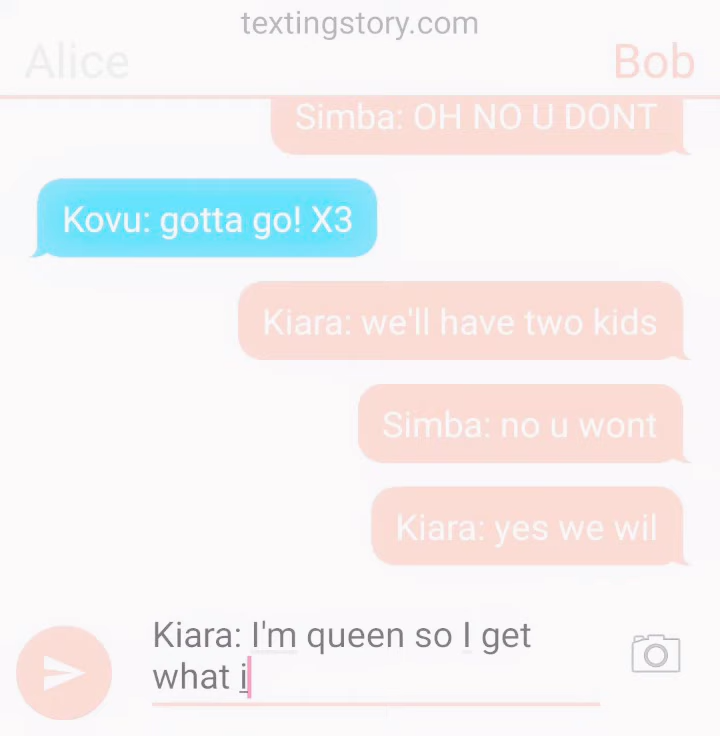 textingstory.com
Alice
Bob
Simba: OH NO U DONT
Kovu: gotta go! X3
Kiara: we'll have two kids
Simba: no u wont
Kiara: yes we wil
Kiara: I'm queen so I get
what i